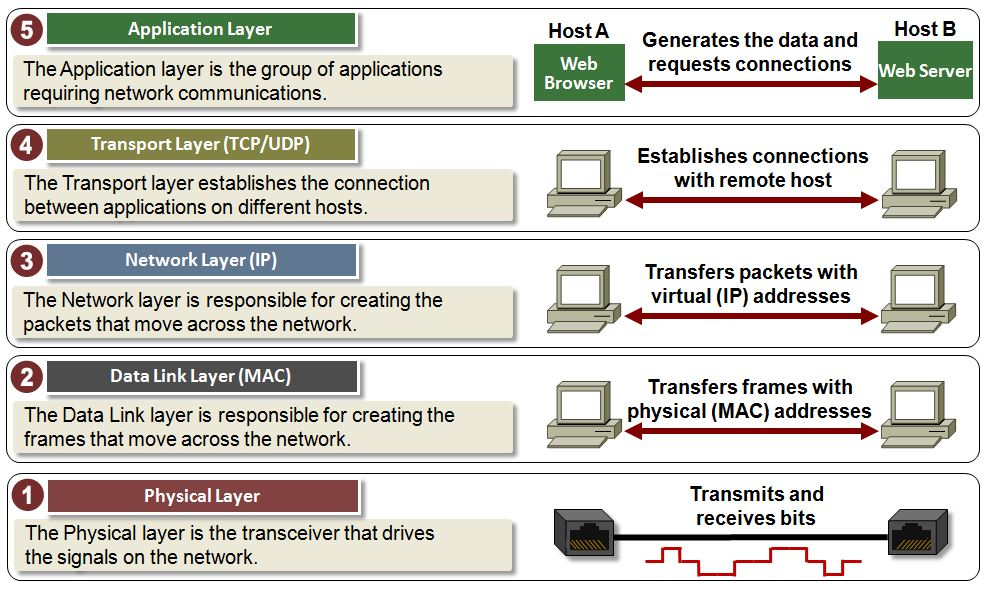 5
Application Layer
The Application layer is the group of applications
requiring network communications.
Host A
Web
Browser
Generates the data and
requests connections
Host B
Web Server
4
Transport Layer (TCP/UDP)
The Transport layer establishes the connection
between applications on different hosts.
Establishes connections
with remote host
3
Network Layer (IP)
The Network layer is responsible for creating the
packets that move across the network.
Transfers packets with
virtual (IP) addresses
2
Data Link Layer (MAC)
The Data Link layer is responsible for creating the
frames that move across the network.
Transfers frames with
physical (MAC) addresses
1
Physical Layer
The Physical layer is the transceiver that drives
the signals on the network.
Transmits and
receives bits